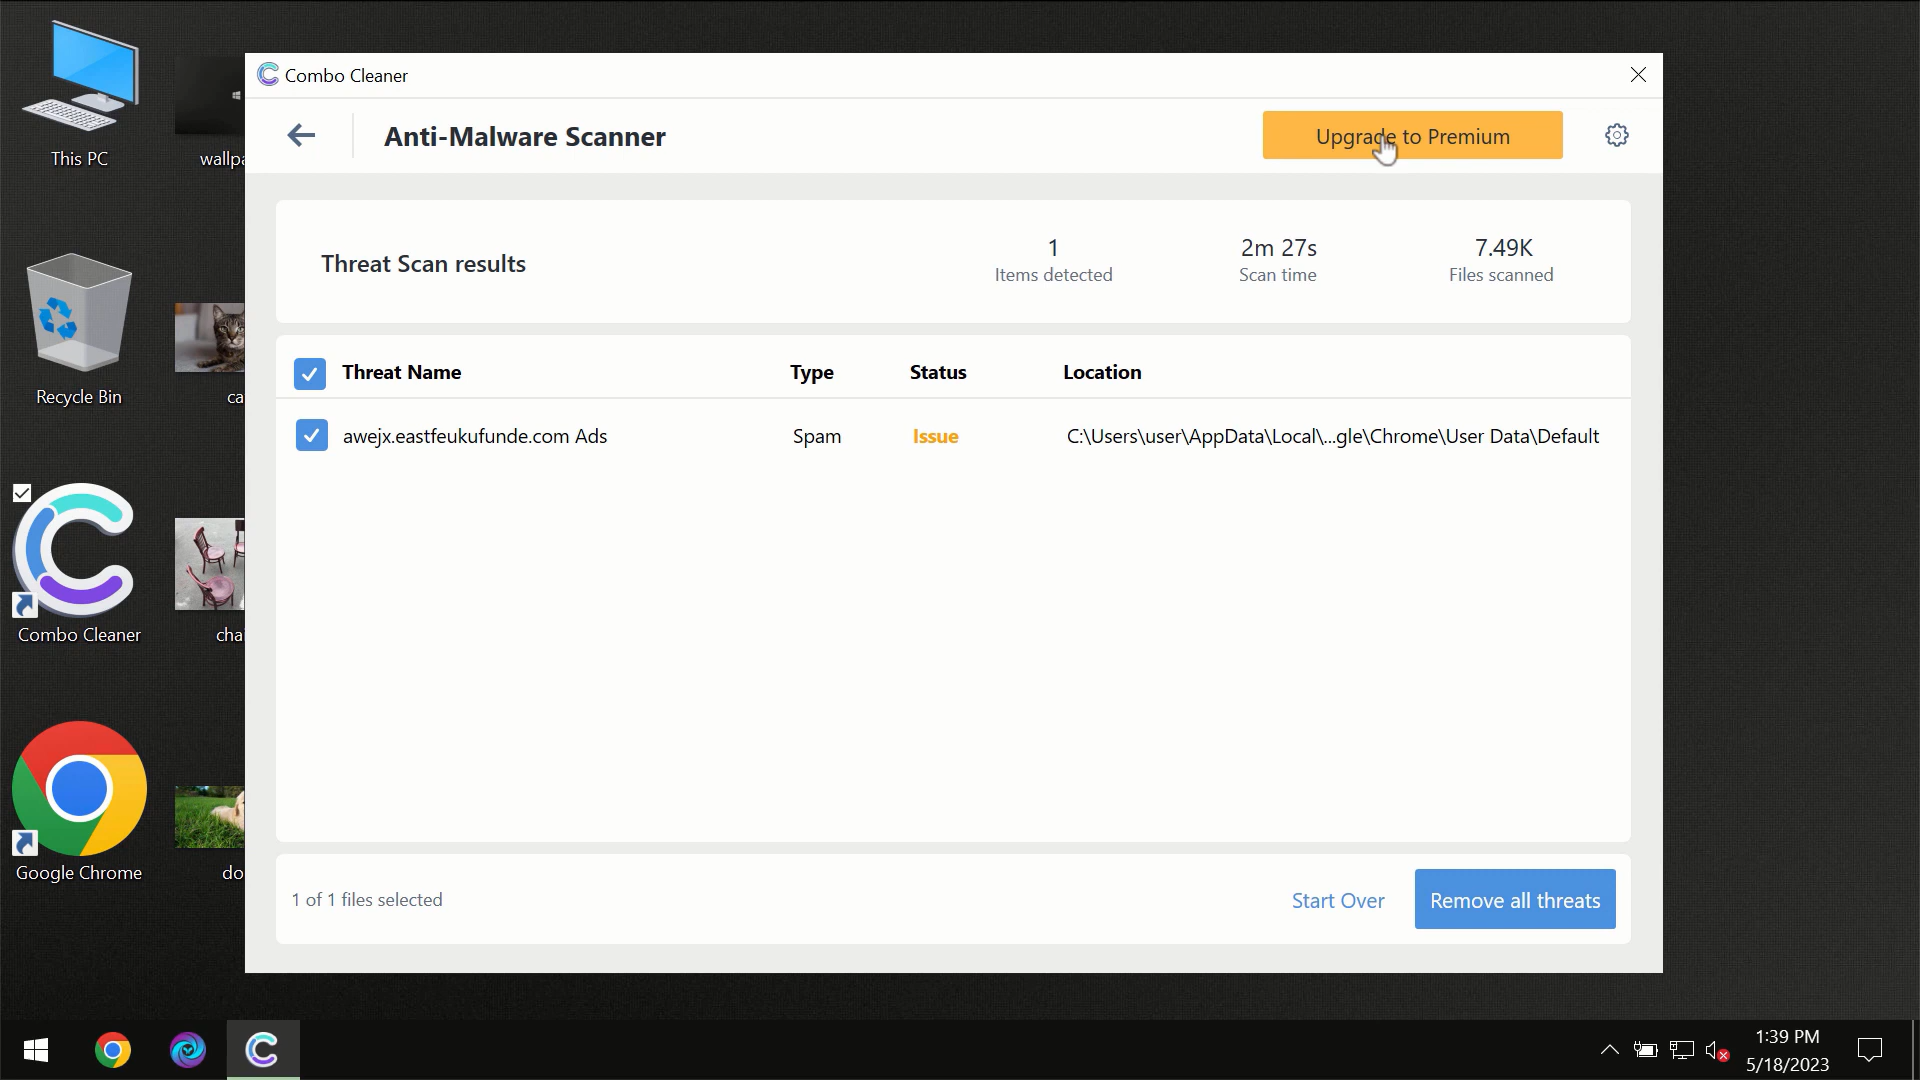 This PC
wallpa
Recycle Bin
ca
Combo Cleaner
chai
Google Chrome
do
Combo Cleaner
Anti-Malware Scanner
Upgrade to Premium
Threat Scan results
1
Items detected
2m 27s
Scan time
7.49K
Files scanned
Threat Name Type Status Location
awejx.eastfeukufunde.com Ads Spam Issue C:\Users\user\AppData\Local\...gle\Chrome\User Data\Default
1 of 1 files selected
Start Over
Remove all threats
1:39 PM
5/18/2023